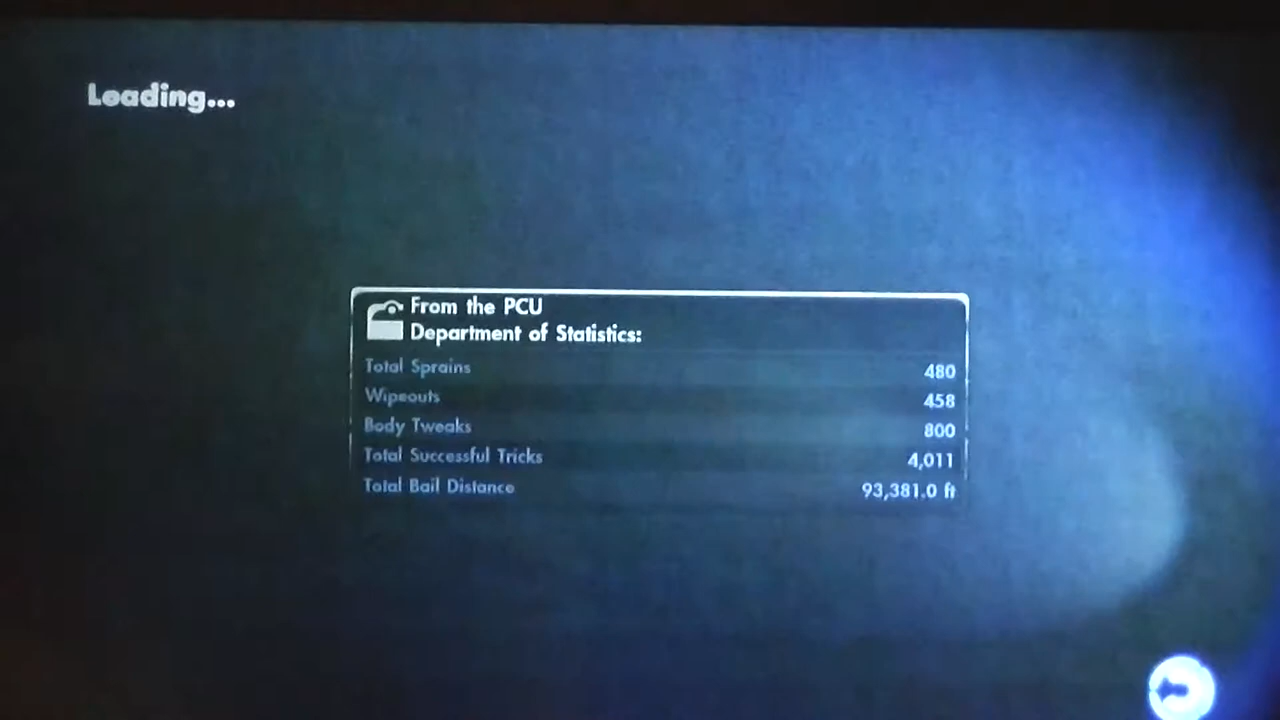 Loading...
From the PCU
Department of Statistics:
Total Sprains 480
Wipeouts 458
Body Tweaks 800
Total Successful Tricks 4,011
Total Bail Distance 93,381.0 ft